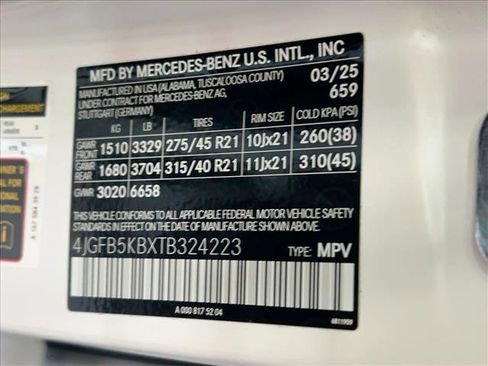 MFD BY MERCEDES-BENZ U.S. INTL., INC
MANUFACTURED IN USA (ALABAMA, TUSCALOOSA COUNTY) 03/25
UNDER CONTRACT FOR MERCEDES-BENZ AG, 659
STUTTGART (GERMANY)
KG LB TIRES RIM SIZE COLD KPA (PSI)
GAWR FRONT 1510 3329 275/45 R21 10Jx21 260(38)
GAWR REAR 1680 3704 315/40 R21 11Jx21 310(45)
GVWR 3020 6658
THIS VEHICLE CONFORMS TO ALL APPLICABLE FEDERAL MOTOR VEHICLE SAFETY
STANDARDS IN EFFECT ON THE DATE OF MANUFACTURE SHOWN ABOVE.
4JGFB5KBXTB324223 TYPE: MPV
A 000 817 52 04
6811959